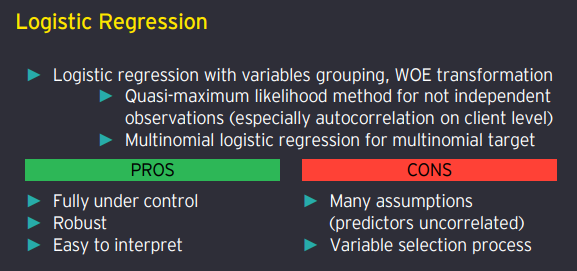 Logistic Regression
Logistic regression with variables grouping, WOE transformation
Quasi-maximum likelihood method for not independent
observations (especially autocorrelation on client level)
Multinomial logistic regression for multinomial target
PROS
Fully under control
Robust
Easy to interpret
CONS
Many assumptions
(predictors uncorrelated)
Variable selection process